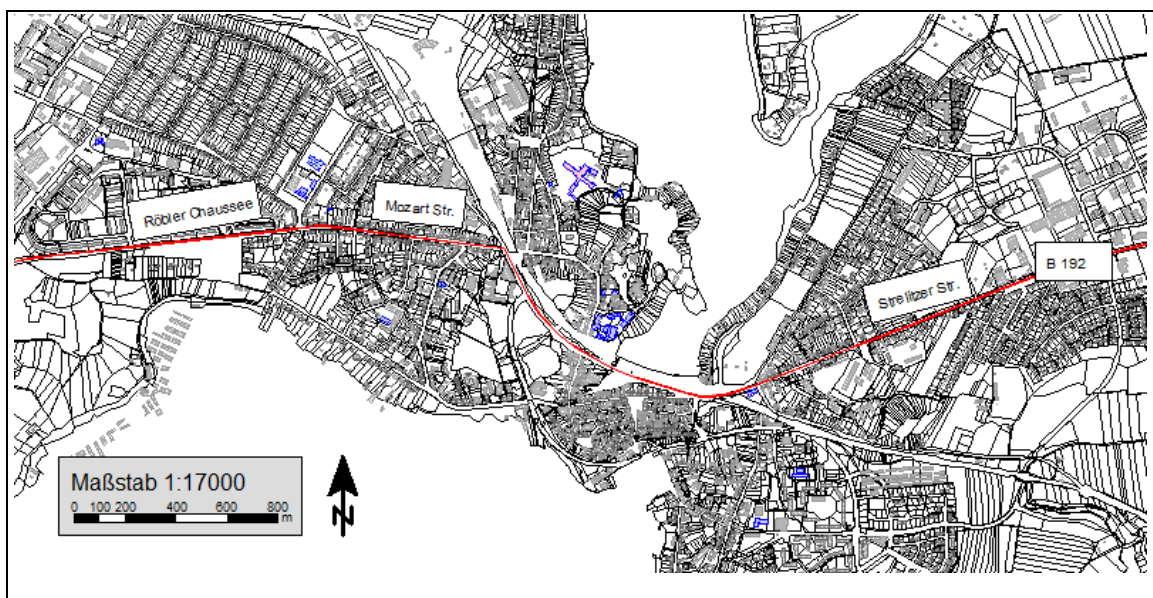 Röbler Chaussee
Mozart Str.
B 192
Strelitzer Str.
Maßstab 1:17000
0 100 200 400 600 800
m
N